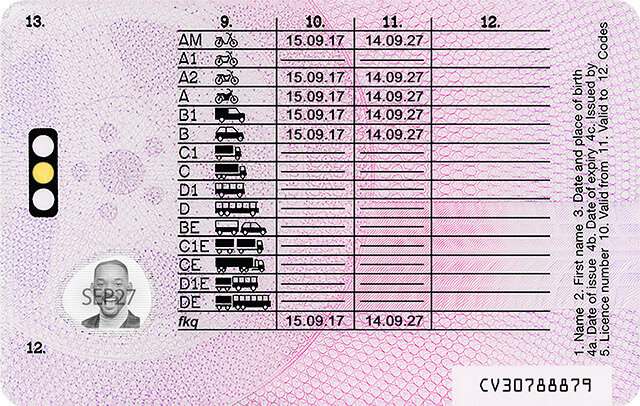 13.
9. 10. 11. 12.
AM 15.09.17 14.09.27
A1
A2 15.09.17 14.09.27
A 15.09.17 14.09.27
B1 15.09.17 14.09.27
B 15.09.17 14.09.27
C1
C
D1
D
BE
C1E
CE
D1E
DE
fkq 15.09.17 14.09.27
SEP27
12.
1. Name 2. First name 3. Date and place of birth
4a. Date of issue 4b. Date of expiry 4c. Issued by
5. Licence number 10. Valid from 11. Valid to 12. Codes
CV30788879